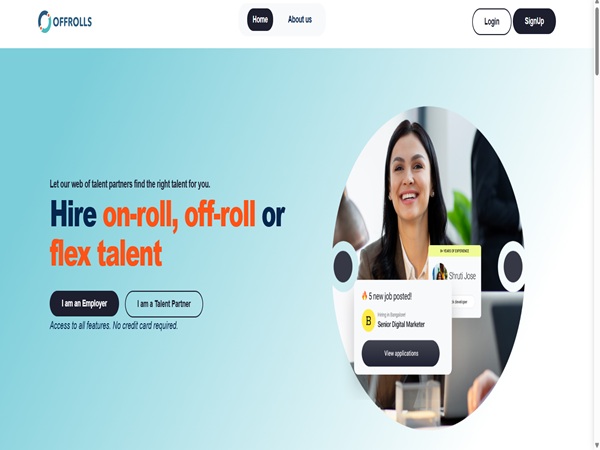 OFFROLLS
Home
About us
Login
SignUp
Let our web of talent partners find the right talent for you.
Hire on-roll, off-roll or
flex talent
I am an Employer
I am a Talent Partner
Access to all features. No credit card required.
8+ YEARS OF EXPERIENCE
Shruti Jose
developer
🔥 5 new job posted!
B
Hiring in Bangalore!
Senior Digital Marketer
View applications